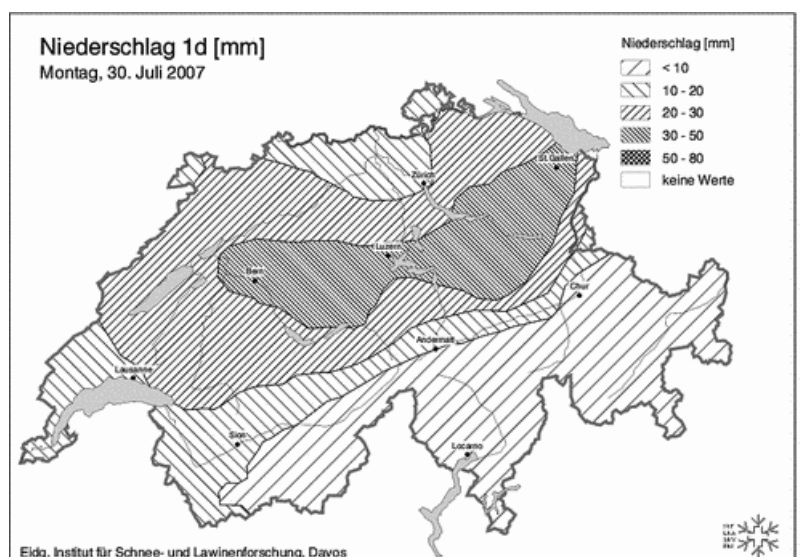 Niederschlag 1d [mm]
Montag, 30. Juli 2007
Niederschlag [mm]
< 10
10 - 20
20 - 30
30 - 50
50 - 80
keine Werte
St.Gallen
Zürich
Luzern
Bern
Chur
Andermatt
Lausanne
Sion
Locarno
Eidg. Institut für Schnee- und Lawinenforschung, Davos